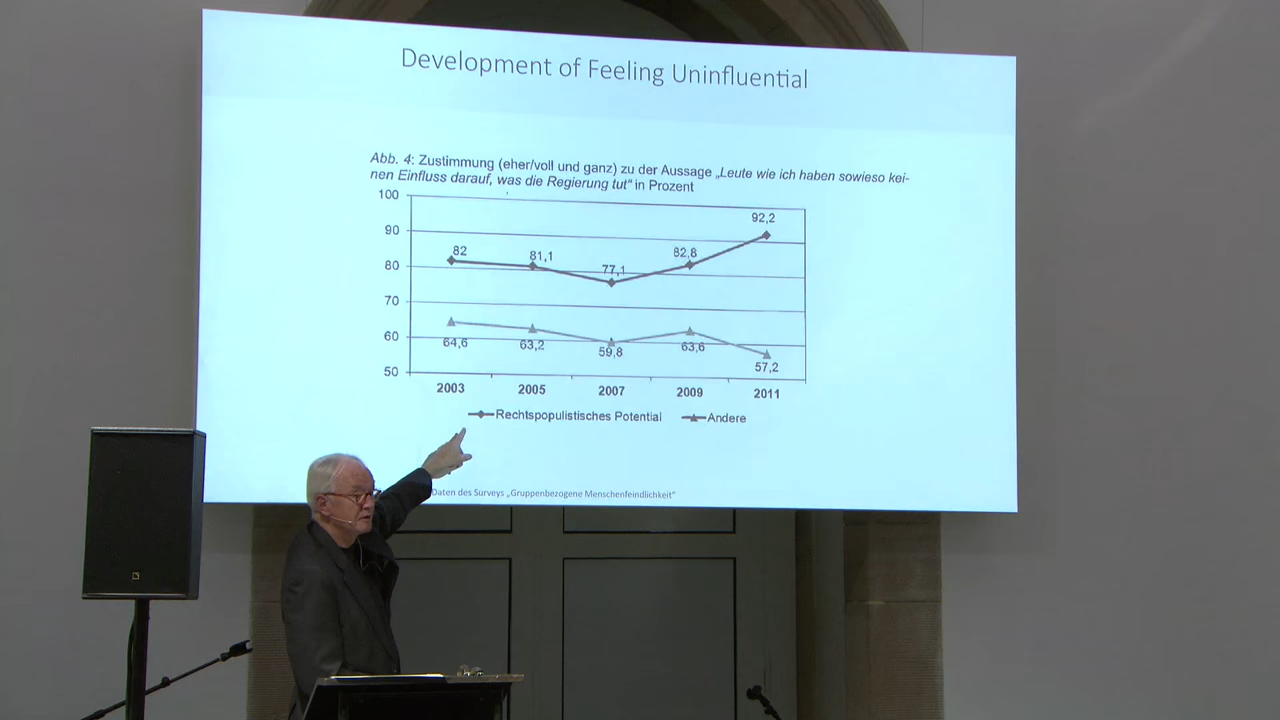 Development of Feeling Uninfluential
Abb. 4: Zustimmung (eher/voll und ganz) zu der Aussage „Leute wie ich haben sowieso kei-
nen Einfluss darauf, was die Regierung tut“ in Prozent
100
90
80
70
60
50
82
81,1
77,1
82,8
92,2
64,6
63,2
59,8
63,6
57,2
2003 2005 2007 2009 2011
Rechtspopulistisches Potential Andere
Daten des Surveys „Gruppenbezogene Menschenfeindlichkeit“